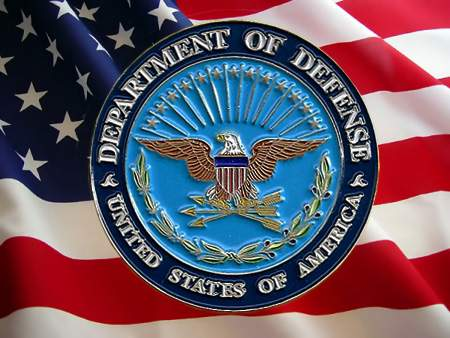 DEPARTMENT OF DEFENSE
UNITED STATES OF AMERICA